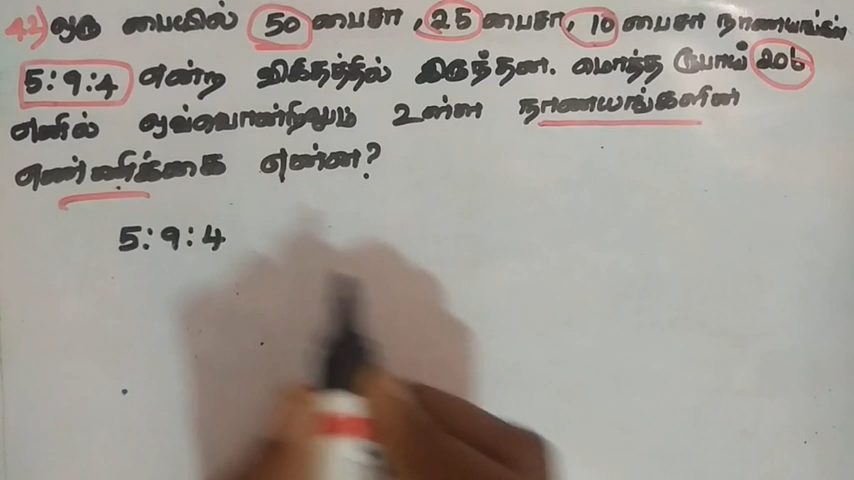 42) ஒரு பையில் 50 பைசா, 25 பைசா, 10 பைசா நாணயங்கள்
5:9:4 என்ற விகிதத்தில் இருந்தன. மொத்த ரூபாய் 206
எனில் ஒவ்வொன்றிலும் உள்ள நாணயங்களின்
எண்ணிக்கை என்ன?
5:9:4